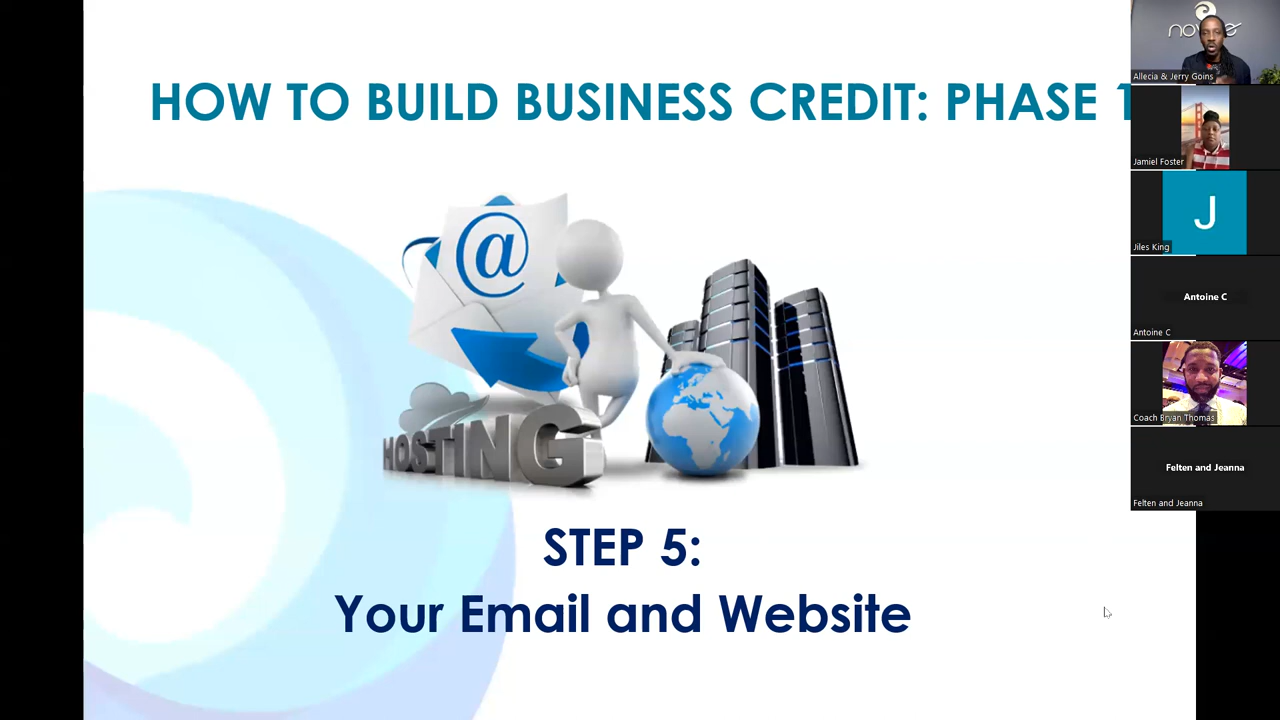 HOW TO BUILD BUSINESS CREDIT: PHASE 1
@
HOSTING
STEP 5:
Your Email and Website
Allecia & Jerry Goins
Jamiel Foster
J
Jiles King
Antoine C
Antoine C
Coach Bryan Thomas
Felten and Jeanna
Felten and Jeanna